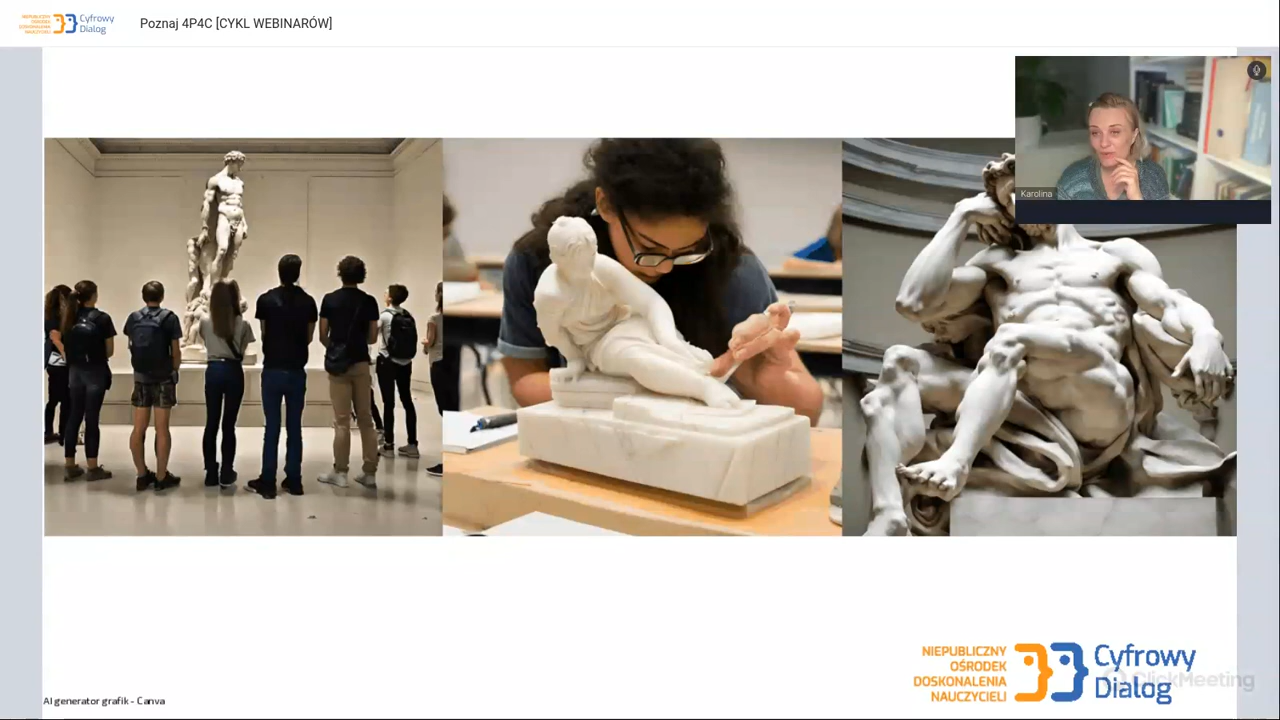 NIEPUBLICZNY
OŚRODEK
DOSKONALENIA
NAUCZYCIELI
Cyfrowy
Dialog
Poznaj 4P4C [CYKL WEBINARÓW]
Karolina
NIEPUBLICZNY
OŚRODEK
DOSKONALENIA
NAUCZYCIELI
Cyfrowy
Dialog
ClickMeeting
AI generator grafik - Canva